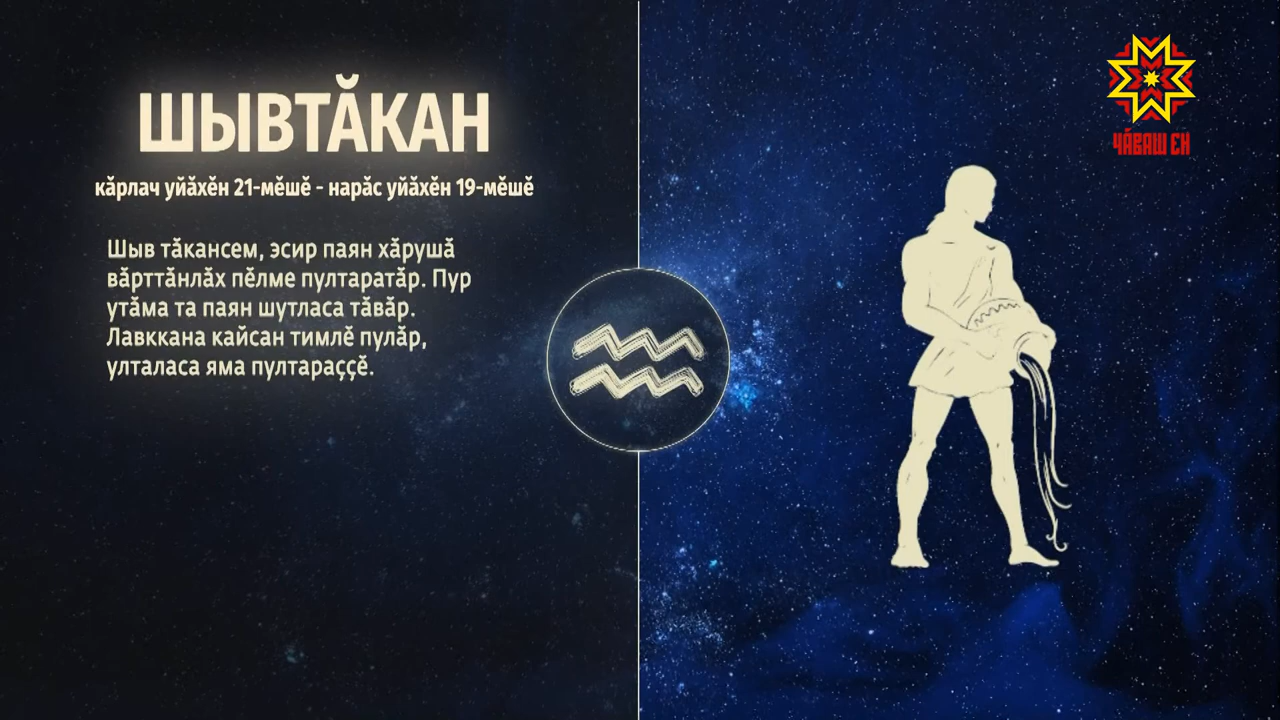 ШЫВТӐКАН
кӑрлач уйӑхӗн 21-мӗшӗ - нарӑс уйӑхӗн 19-мӗшӗ
Шыв тӑкансем, эсир паян хӑрушӑ
вӑрттӑнлӑх пӗлме пултаратӑр. Пур
утӑма та паян шутласа тӑвӑр.
Лавккана кайсан тимлӗ пулӑр,
улталаса яма пултараҫҫӗ.
ЧӐВАШ ЕН